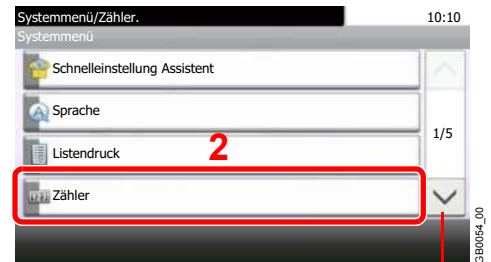 Systemmenü/Zähler. 10:10
Systemmenü
Schnelleinstellung Assistent
Sprache
1/5
Listendruck
2
Zähler
GB0054_00